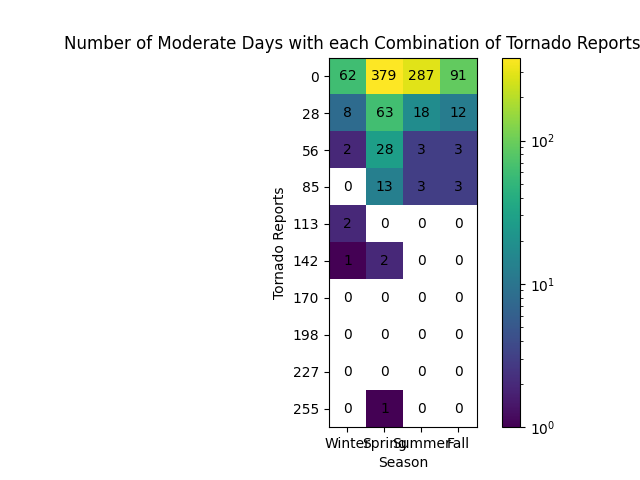 Number of Moderate Days with each Combination of Tornado Reports
0 62 379 287 91
28 8 63 18 12
56 2 28 3 3
85 0 13 3 3
113 2 0 0 0
142 1 2 0 0
170 0 0 0 0
198 0 0 0 0
227 0 0 0 0
255 0 1 0 0
Winter Spring Summer Fall
Season
Tornado Reports
10²
10¹
10⁰